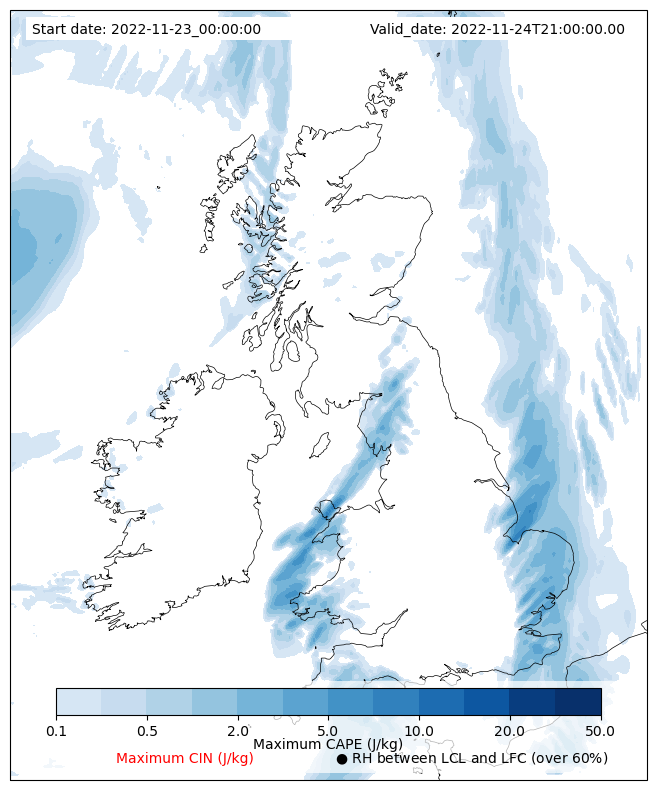 Start date: 2022-11-23_00:00:00 Valid_date: 2022-11-24T21:00:00.00
0.1 0.5 2.0 5.0 10.0 20.0 50.0
Maximum CAPE (J/kg)
Maximum CIN (J/kg) ● RH between LCL and LFC (over 60%)